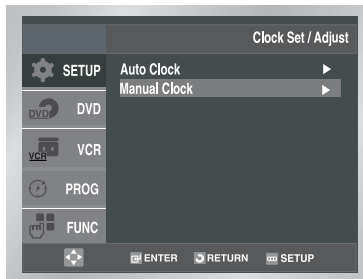 Clock Set / Adjust
SETUP
Auto Clock
Manual Clock
DVD DVD
VCR VCR
PROG
FUNC
ENTER RETURN SETUP